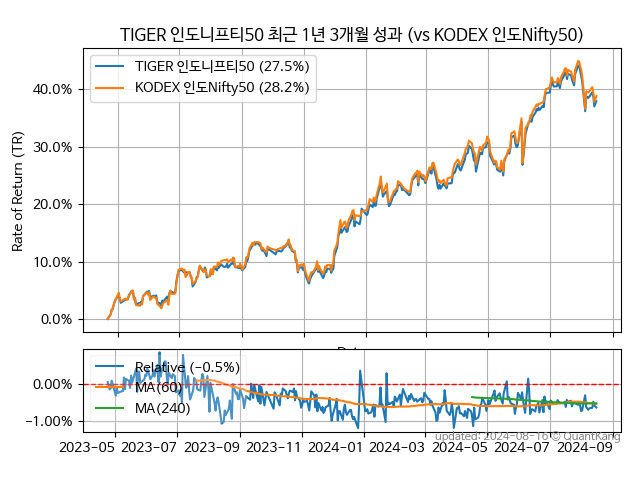 TIGER 인도니프티50 최근 1년 3개월 성과 (vs KODEX 인도Nifty50)
TIGER 인도니프티50 (27.5%)
KODEX 인도Nifty50 (28.2%)
Rate of Return (TR)
40.0%
30.0%
20.0%
10.0%
0.0%
Relative (-0.5%)
MA(60)
MA(240)
0.00%
-1.00%
updated: 2024-08-16 © QuantKang
2023-05 2023-07 2023-09 2023-11 2024-01 2024-03 2024-05 2024-07 2024-09